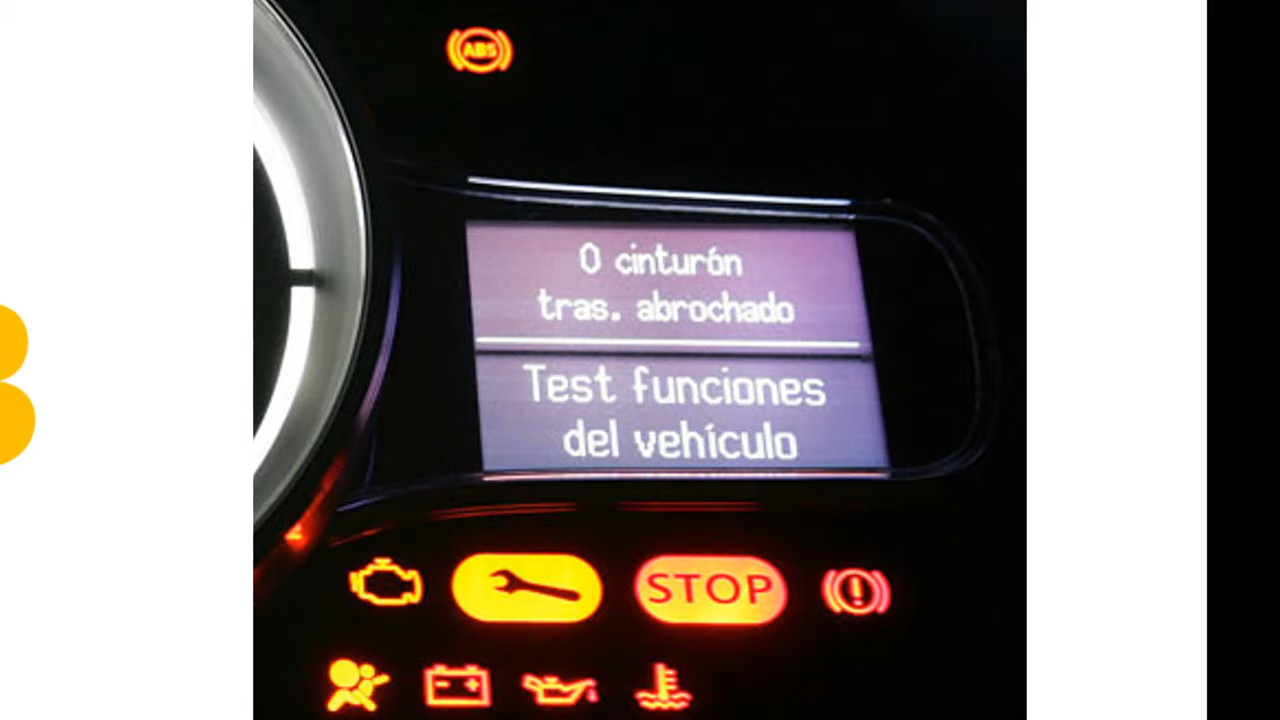 ABS
0 cinturón
tras. abrochado
Test funciones
del vehículo
STOP